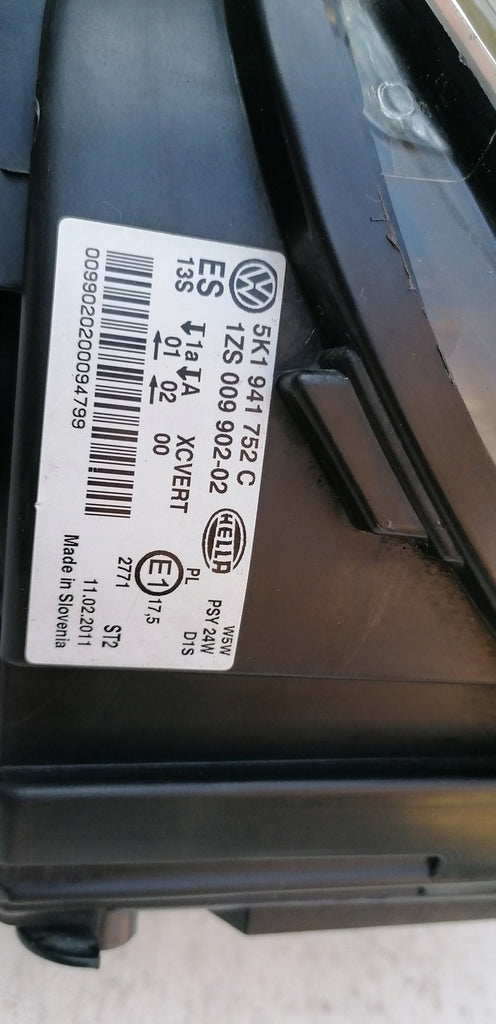 5K1 941 752 C
1ZS 009 902-02
HELLA
W5W
PSY 24W
D1S
ES
13S
1a A
XCVERT
PL
01 02
00
E1
17,5
2771
ST2
11.02.2011
Made in Slovenia
00990202000094799